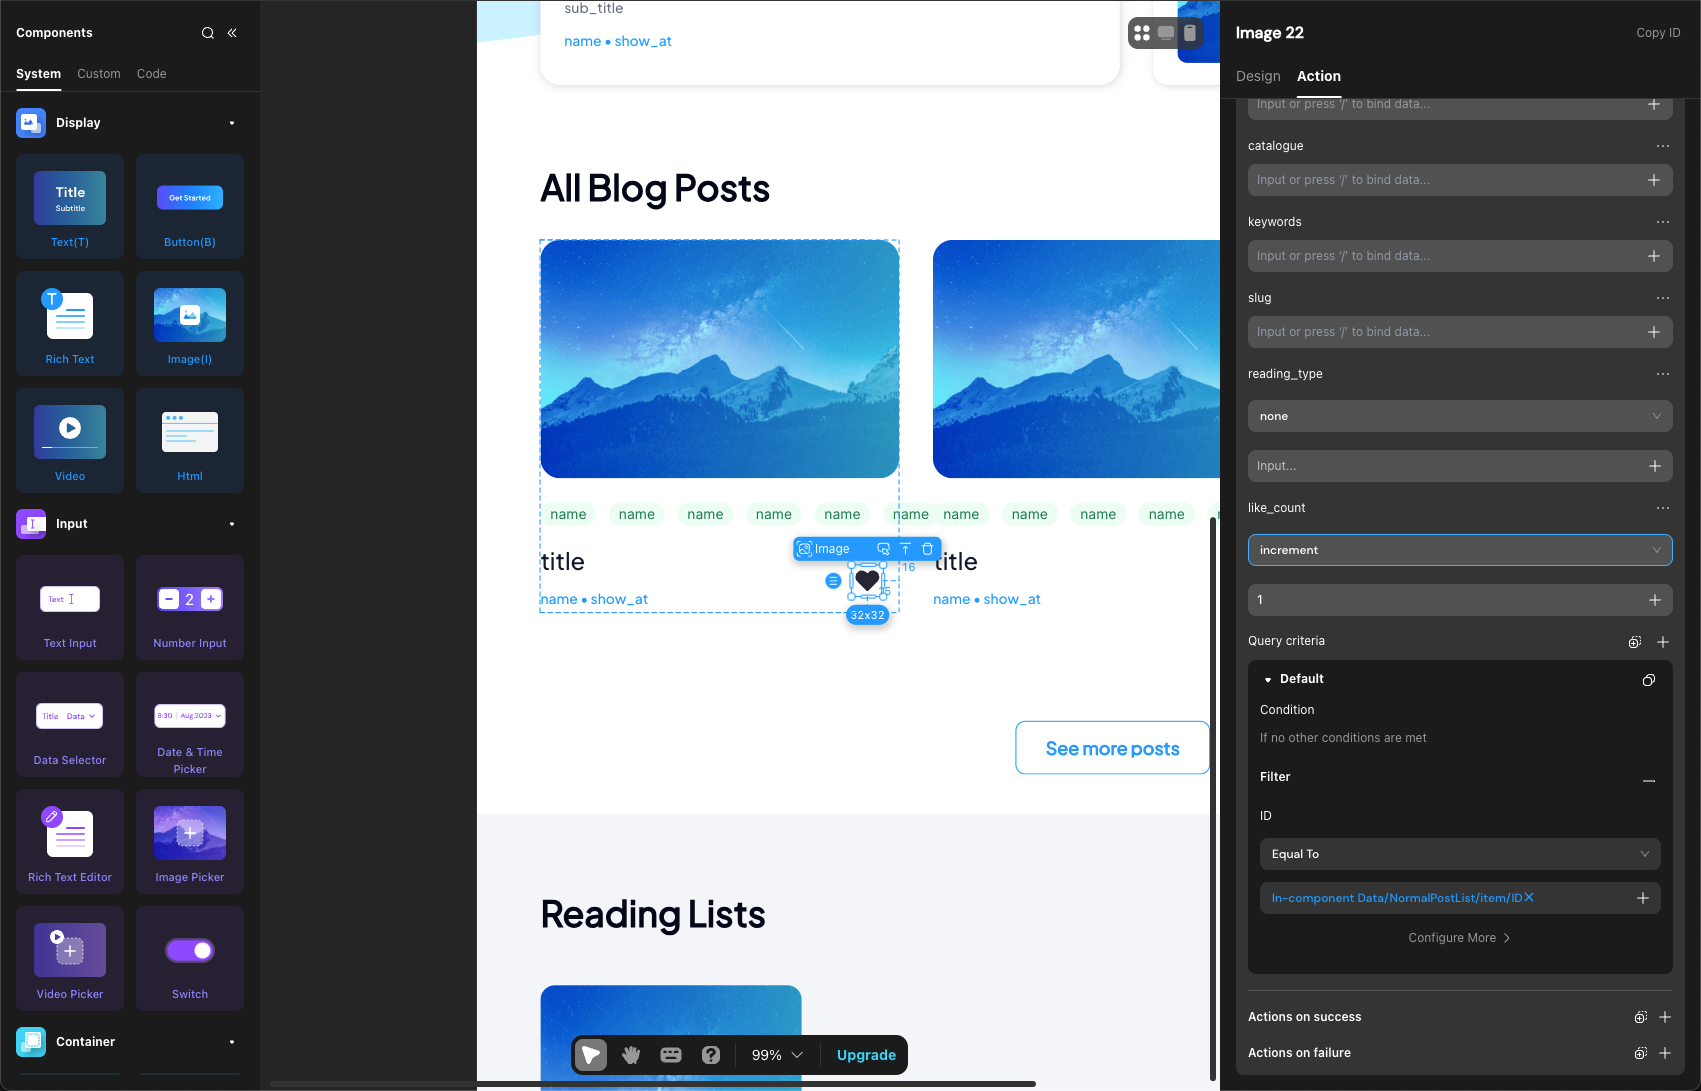 Components
System
Custom
Code
Display
Title
Subtitle
Text(T)
Get Started
Button(B)
T
Rich Text
Image(I)
Video
Html
Input
Text
Text Input
2
Number Input
Title Data
Data Selector
8:30 Aug.2023
Date & Time
Picker
Rich Text Editor
Image Picker
Video Picker
Switch
Container
sub_title
name • show_at
All Blog Posts
name name name name name name
name name name name
title
Image
16
name • show_at
32x32
title
name • show_at
See more posts
Reading Lists
99%
Upgrade
Image 22
Copy ID
Design
Action
Input or press '/' to bind data...
catalogue
Input or press '/' to bind data...
keywords
Input or press '/' to bind data...
slug
Input or press '/' to bind data...
reading_type
none
Input...
like_count
increment
1
Query criteria
Default
Condition
If no other conditions are met
Filter
ID
Equal To
In-component Data/NormalPostList/item/ID
Configure More
Actions on success
Actions on failure